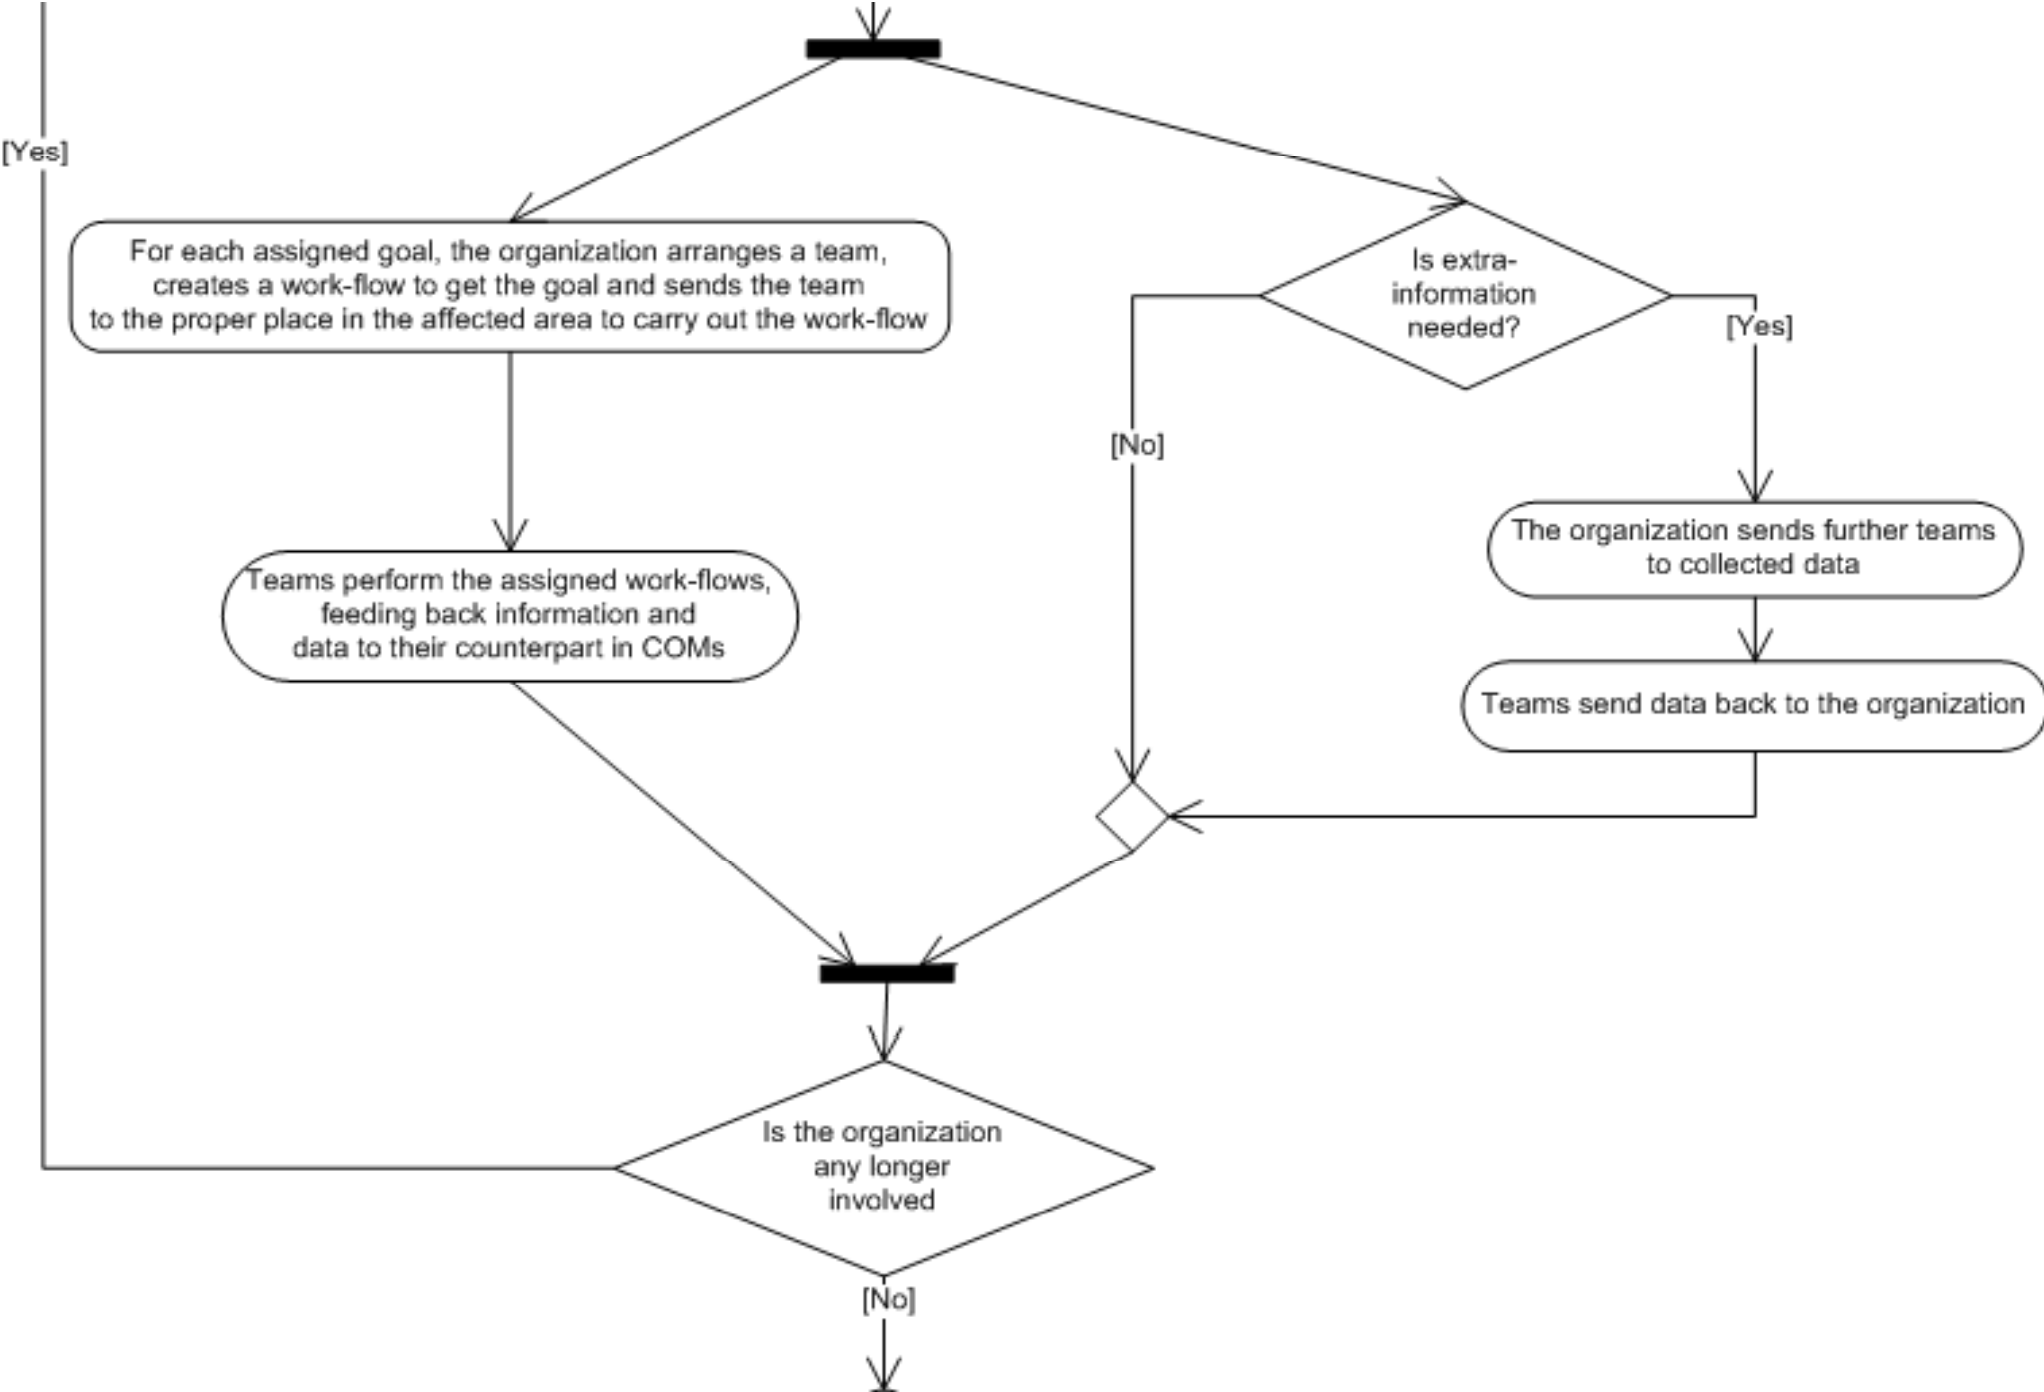 [Yes]
For each assigned goal, the organization arranges a team,
creates a work-flow to get the goal and sends the team
to the proper place in the affected area to carry out the work-flow
Is extra-
information
needed?
[Yes]
[No]
The organization sends further teams
to collected data
Teams perform the assigned work-flows,
feeding back information and
data to their counterpart in COMs
Teams send data back to the organization
Is the organization
any longer
involved
[No]